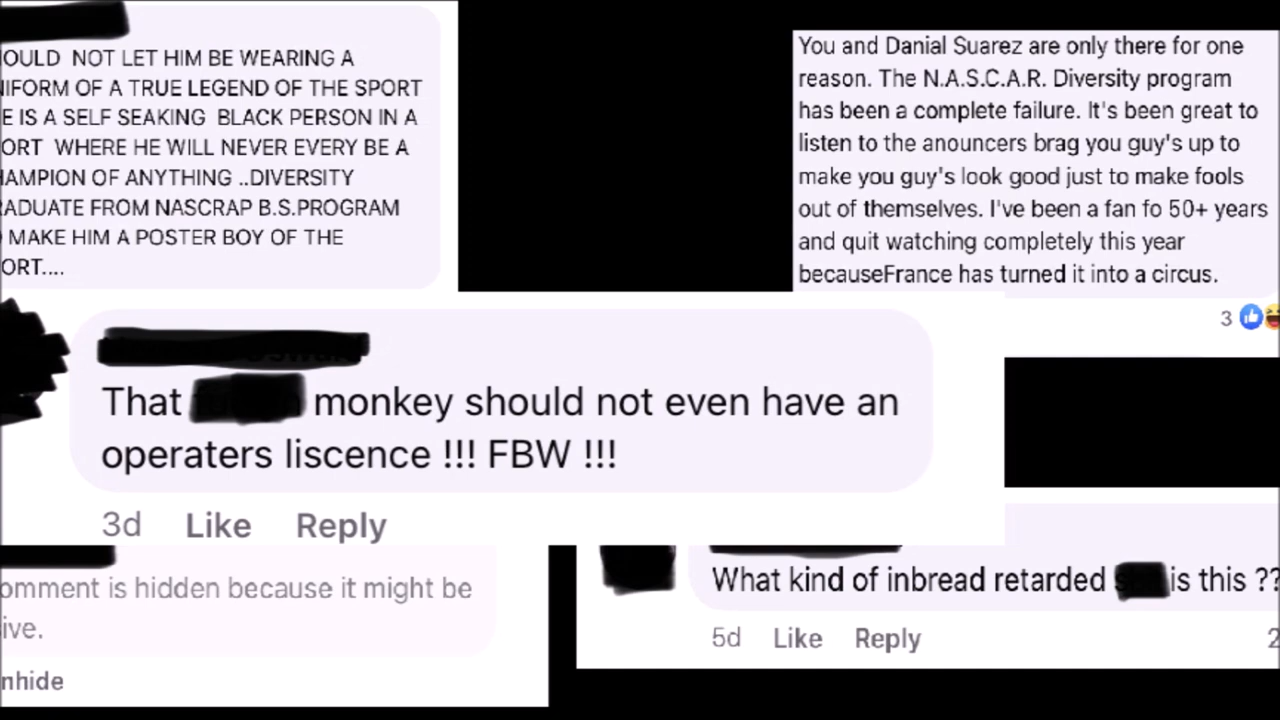 OULD NOT LET HIM BE WEARING A
NIFORM OF A TRUE LEGEND OF THE SPORT
E IS A SELF SEAKING BLACK PERSON IN A
ORT WHERE HE WILL NEVER EVERY BE A
HAMPION OF ANYTHING ..DIVERSITY
RADUATE FROM NASCRAP B.S.PROGRAM
O MAKE HIM A POSTER BOY OF THE
ORT....
You and Danial Suarez are only there for one
reason. The N.A.S.C.A.R. Diversity program
has been a complete failure. It's been great to
listen to the anouncers brag you guy's up to
make you guy's look good just to make fools
out of themselves. I've been a fan fo 50+ years
and quit watching completely this year
becauseFrance has turned it into a circus.
3
That monkey should not even have an
operaters liscence !!! FBW !!!
3d Like Reply
omment is hidden because it might be
ive.
nhide
What kind of inbread retarded is this ??
5d Like Reply 2